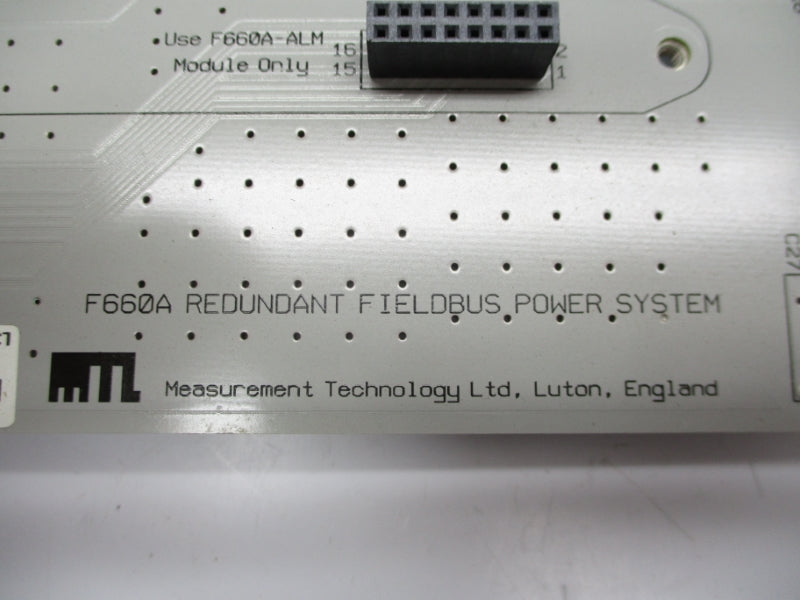 Use F660A-ALM
Module Only
16
15
2
1
C27
F660A REDUNDANT FIELDBUS POWER SYSTEM
MTL Measurement Technology Ltd, Luton, England